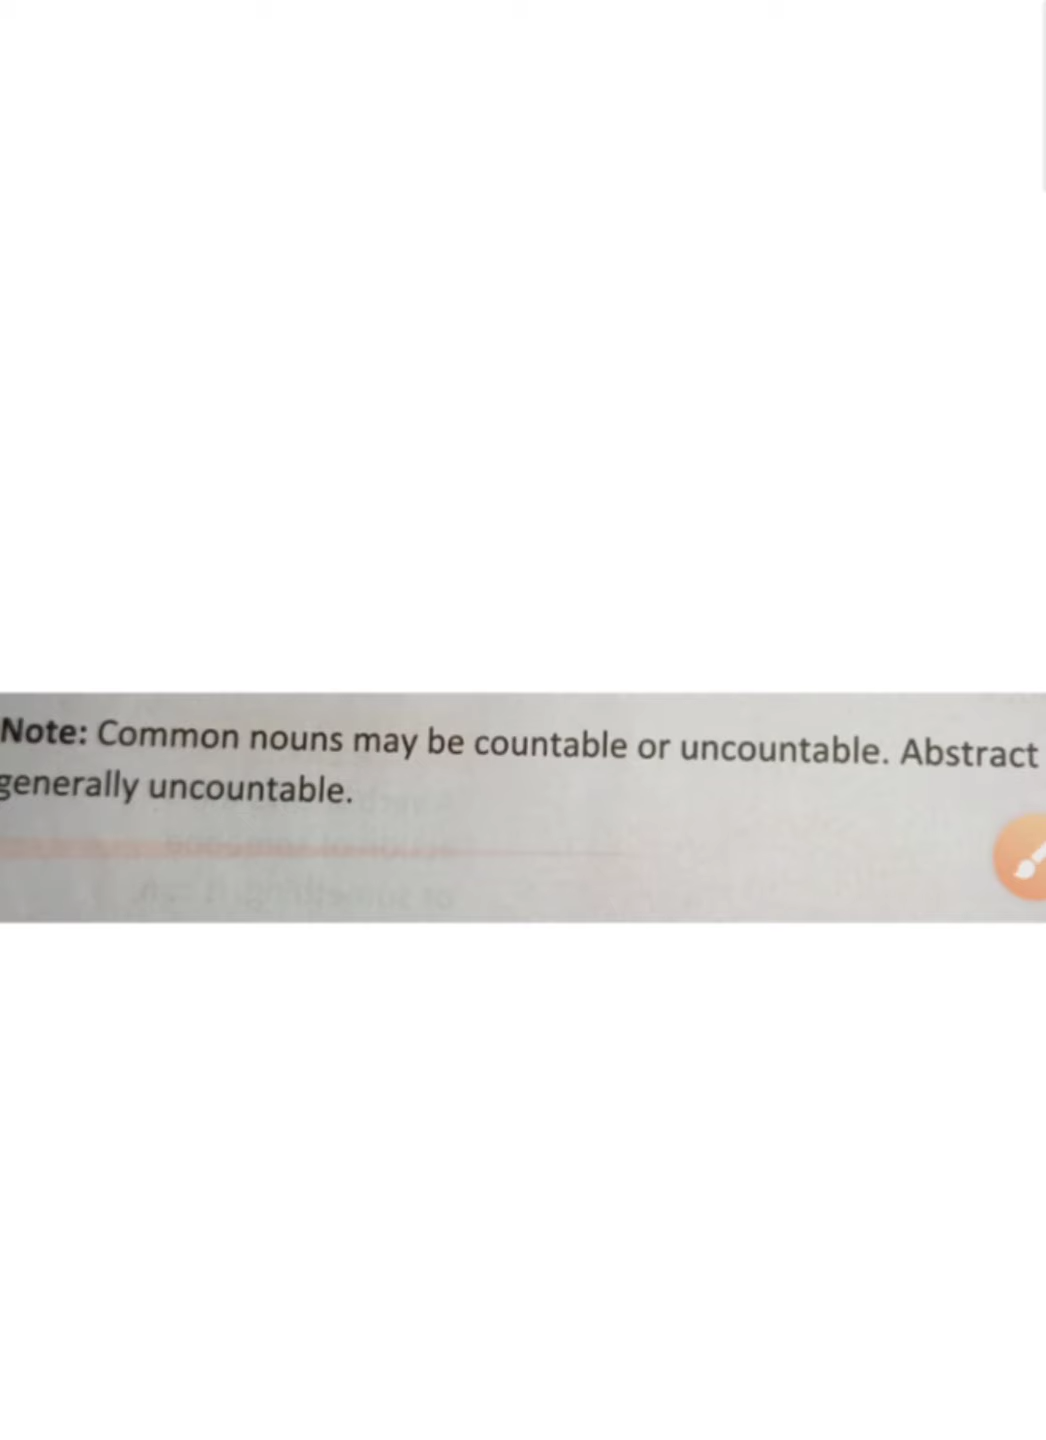 Note: Common nouns may be countable or uncountable. Abstract
generally uncountable.